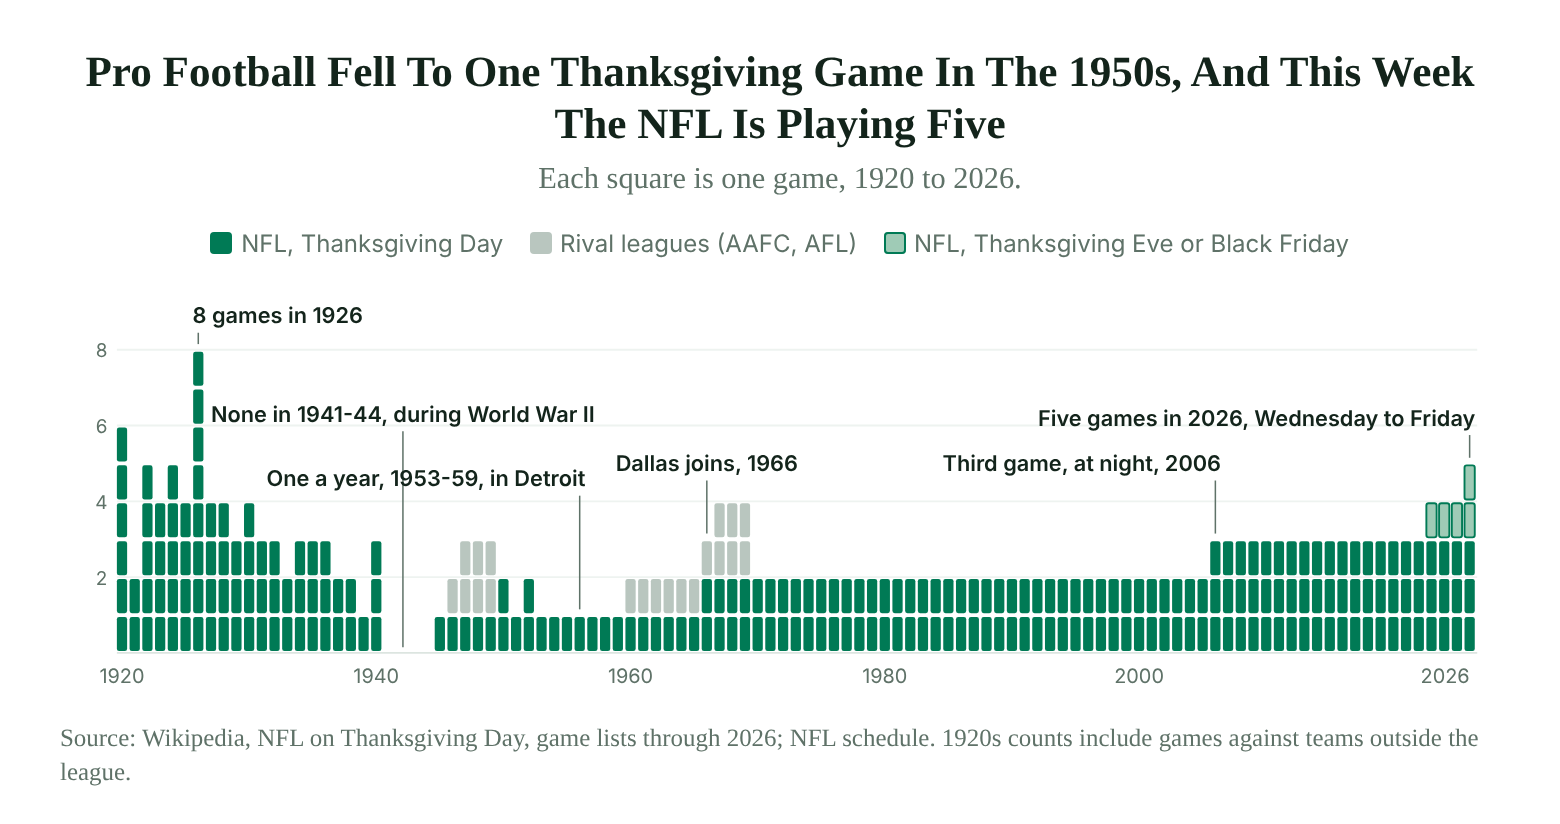 Pro Football Fell To One Thanksgiving Game In The 1950s, And This Week
The NFL Is Playing Five
Each square is one game, 1920 to 2026.
NFL, Thanksgiving Day
Rival leagues (AAFC, AFL)
NFL, Thanksgiving Eve or Black Friday
8 games in 1926
8
None in 1941-44, during World War II
Five games in 2026, Wednesday to Friday
6
One a year, 1953-59, in Detroit
Dallas joins, 1966
Third game, at night, 2006
4
2
1920
1940
1960
1980
2000
2026
Source: Wikipedia, NFL on Thanksgiving Day, game lists through 2026; NFL schedule. 1920s counts include games against teams outside the
league.